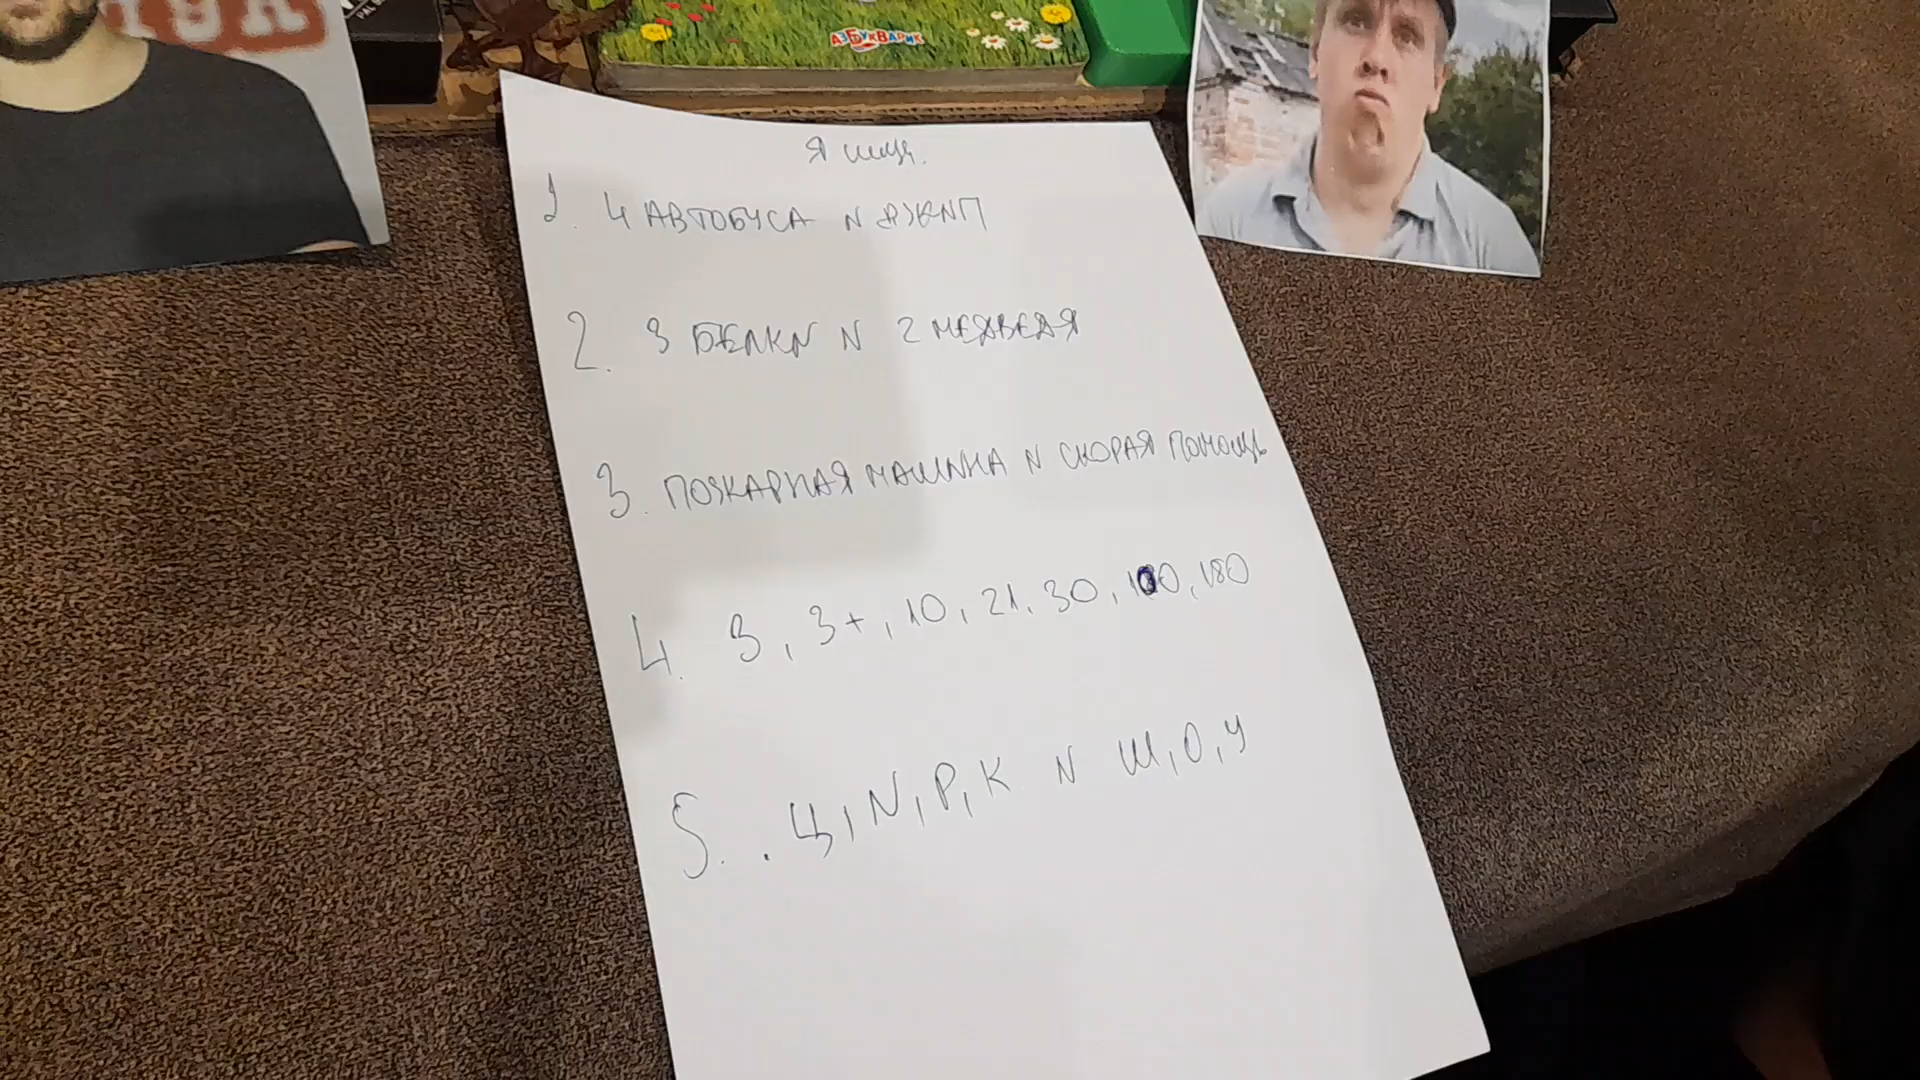 АЗБУКВАРИК
Я ищу.
1. 4 АВТОБУСА И
2. 3 БЕЛКИ И 2 МЕДВЕДЯ
3. ПОЖАРНАЯ МАШИНА И СКОРАЯ ПОМОЩЬ
4. 3, 3+, 10, 21, 30, 100, 180
5. . Ц, И, Р, К И Ш, О, У